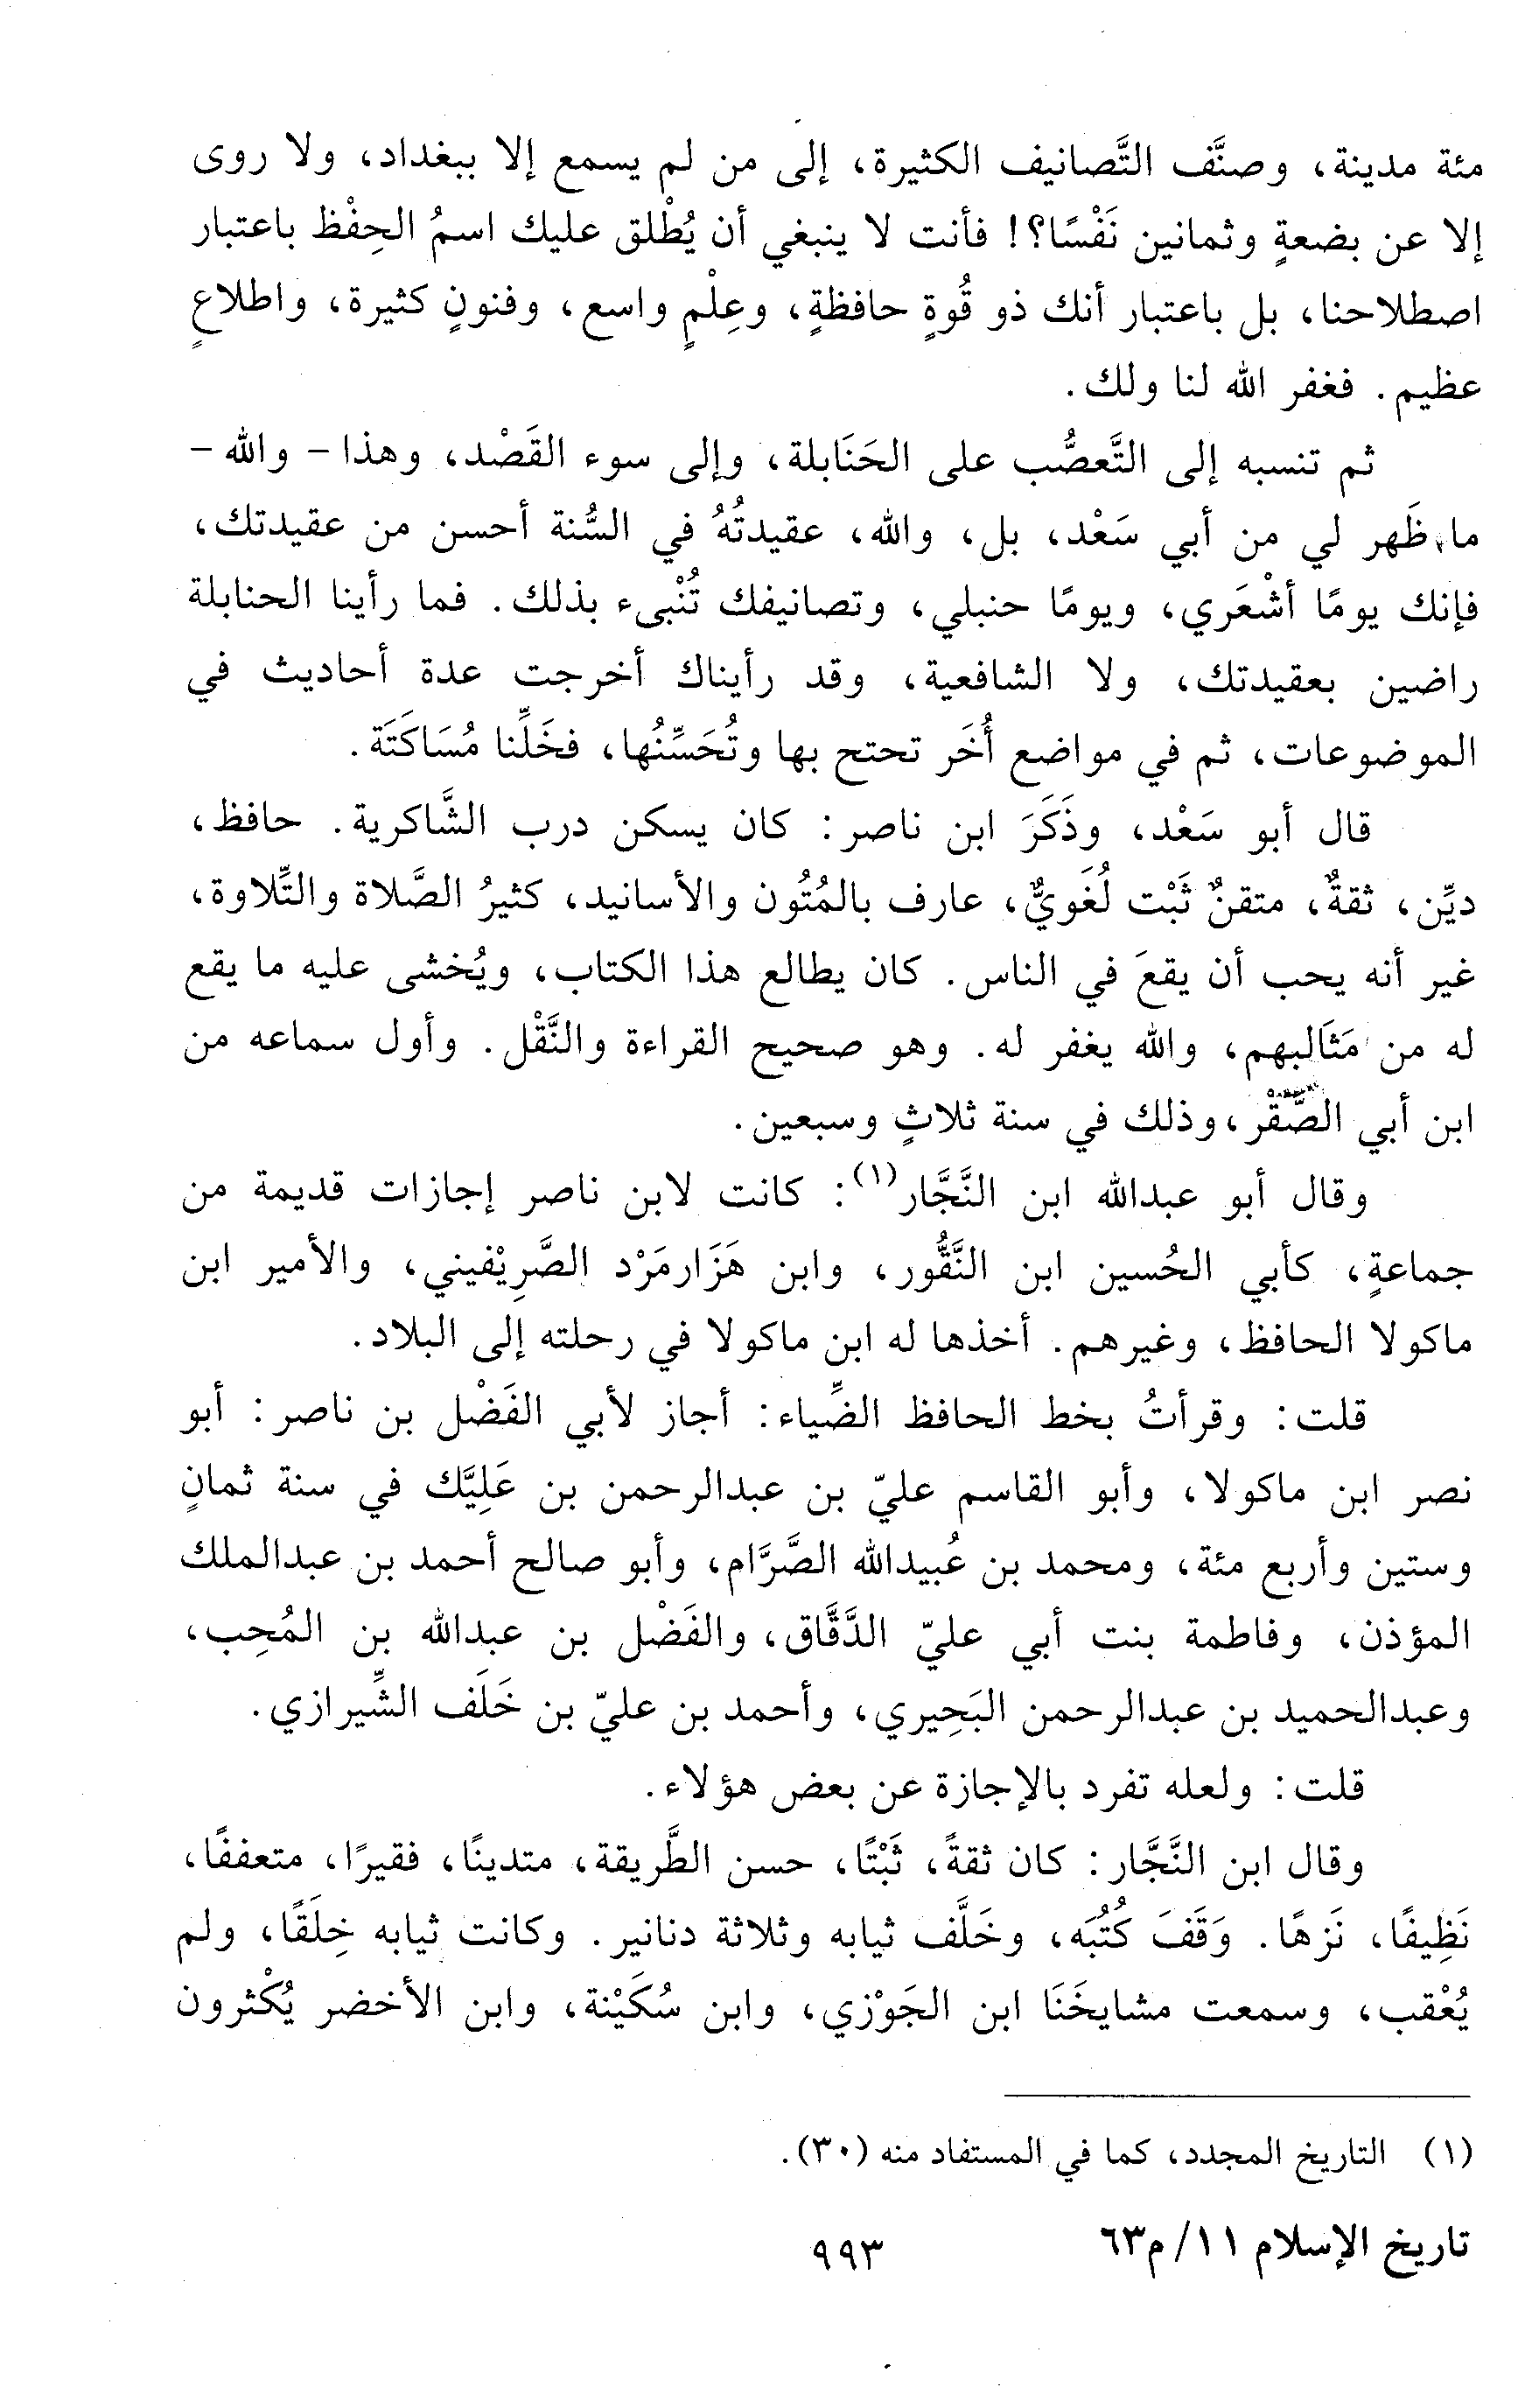 مئة مدينة، وصنَّف التَّصانيف الكثيرة، إلى من لم يسمع إلا ببغداد، ولا روى
إلا عن بضعةٍ وثمانين نَفْسًا؟! فأنت لا ينبغي أن يُطْلق عليك اسمُ الحِفْظ باعتبار
اصطلاحنا، بل باعتبار أنك ذو قُوةٍ حافظةٍ، وعِلْمٍ واسع، وفنونٍ كثيرة، واطلاعٍ
عظيم. فغفر الله لنا ولك.
ثم تنسبه إلى التَّعصُّب على الحَنَابلة، وإلى سوء القَصْد، وهذا - والله -
ما ظَهر لي من أبي سَعْد، بل، والله، عقيدتُهُ في السُّنة أحسن من عقيدتك،
فإنك يومًا أشْعَري، ويومًا حنبلي، وتصانيفك تُنْبىء بذلك. فما رأينا الحنابلة
راضين بعقيدتك، ولا الشافعية، وقد رأيناك أخرجت عدة أحاديث في
الموضوعات، ثم في مواضع أُخَر تحتج بها وتُحَسِّنُها، فخَلِّنا مُسَاكَتَة.
قال أبو سَعْد، وذَكَرَ ابن ناصر: كان يسكن درب الشَّاكرية. حافظ،
ديِّن، ثقةٌ، متقنٌ ثَبْت لُغَويٌّ، عارف بالمُتُون والأسانيد، كثيرُ الصَّلاة والتِّلاوة،
غير أنه يحب أن يقعَ في الناس. كان يطالع هذا الكتاب، ويُخشى عليه ما يقع
له من مَثَالبهم، والله يغفر له. وهو صحيح القراءة والنَّقْل. وأول سماعه من
ابن أبي الصَّقْر، وذلك في سنة ثلاثٍ وسبعين.
وقال أبو عبدالله ابن النَّجَّار(١): كانت لابن ناصر إجازات قديمة من
جماعةٍ، كأبي الحُسين ابن النَّقُّور، وابن هَزَارمَرْد الصَّرِيْفيني، والأمير ابن
ماكولا الحافظ، وغيرهم. أخذها له ابن ماكولا في رحلته إلى البلاد.
قلت: وقرأتُ بخط الحافظ الضِّياء: أجاز لأبي الفَضْل بن ناصر: أبو
نصر ابن ماكولا، وأبو القاسم عليّ بن عبدالرحمن بن عَلِيَّك في سنة ثمانٍ
وستين وأربع مئة، ومحمد بن عُبيدالله الصَّرَّام، وأبو صالح أحمد بن عبدالملك
المؤذن، وفاطمة بنت أبي عليّ الدَّقَّاق، والفَضْل بن عبدالله بن المُحِب،
وعبدالحميد بن عبدالرحمن البَحِيري، وأحمد بن عليّ بن خَلَف الشِّيرازي.
قلت: ولعله تفرد بالإجازة عن بعض هؤلاء.
وقال ابن النَّجَّار: كان ثقةً، ثَبْتًا، حسن الطَّريقة، متدينًا، فقيرًا، متعففًا،
نَظِيفًا، نَزهًا. وَقَفَ كُتُبَه، وخَلَّف ثيابه وثلاثة دنانير. وكانت ثيابه خِلَقًا، ولم
يُعْقب، وسمعت مشايخَنَا ابن الجَوْزي، وابن سُكَيْنة، وابن الأخضر يُكْثرون
(١) التاريخ المجدد، كما في المستفاد منه (٣٠).
تاريخ الإسلام ١١/ م٦٣
٩٩٣